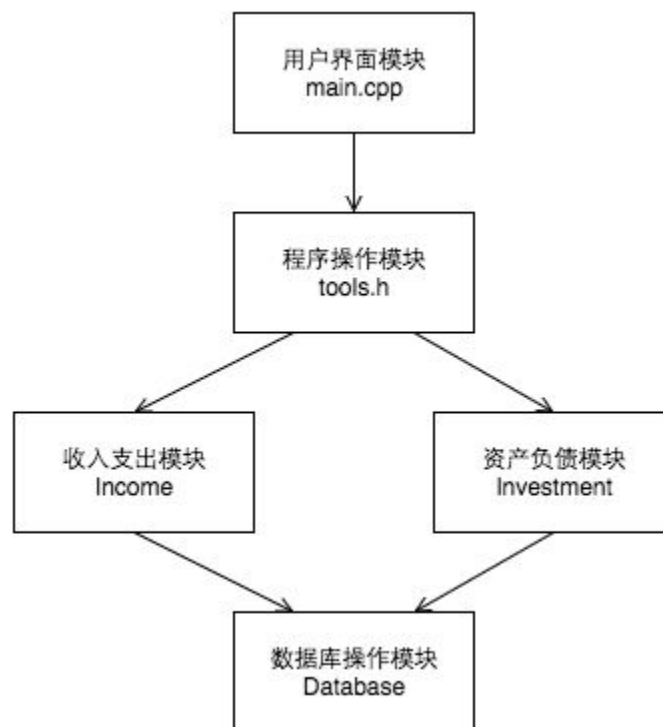 用户界面模块
main.cpp
程序操作模块
tools.h
收入支出模块
Income
资产负债模块
Investment
数据库操作模块
Database